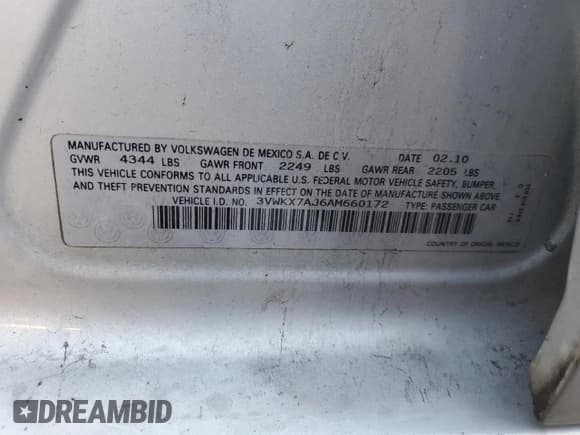 MANUFACTURED BY VOLKSWAGEN DE MEXICO S.A. DE C V. DATE 02.10
GVWR 4344 LBS GAWR FRONT 2249 LBS GAWR REAR 2205 LBS
THIS VEHICLE CONFORMS TO ALL APPLICABLE U.S. FEDERAL MOTOR VEHICLE SAFETY, BUMPER,
AND THEFT PREVENTION STANDARDS IN EFFECT ON THE DATE OF MANUFACTURE SHOWN ABOVE.
VEHICLE I.D. NO. 3VWKX7AJ6AM660172 TYPE: PASSENGER CAR
COUNTRY OF ORIGIN: MEXICO
DREAMBID